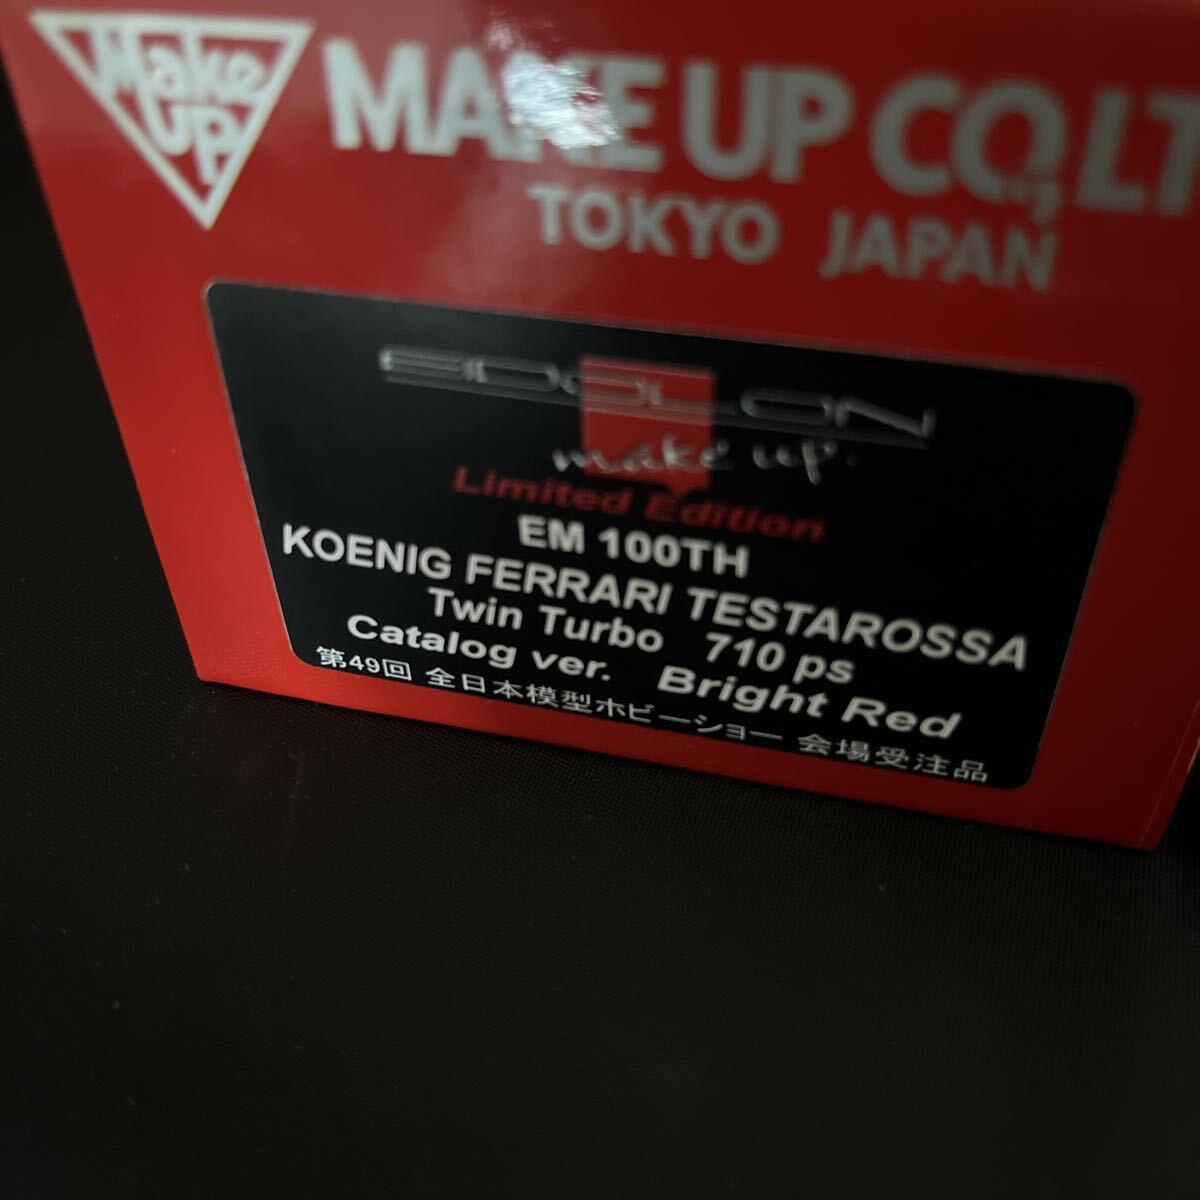 Make UP
MAKE UP CO., LT
TOKYO JAPAN
EIDOLON
make up.
Limited Edition
EM 100TH
KOENIG FERRARI TESTAROSSA
Twin Turbo 710 ps
Catalog ver. Bright Red
第49回 全日本模型ホビーショー 会場受注品